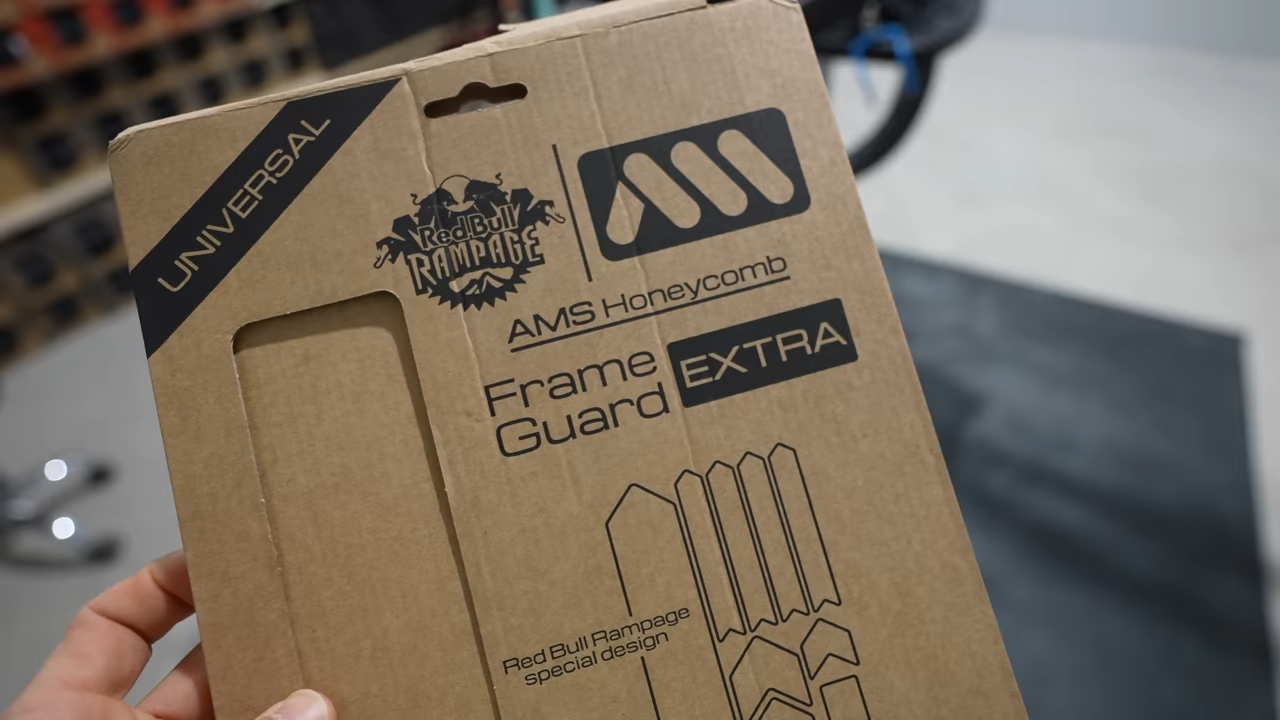 UNIVERSAL
Red Bull
RAMPAGE
AMS Honeycomb
Frame
Guard
EXTRA
Red Bull Rampage
special design